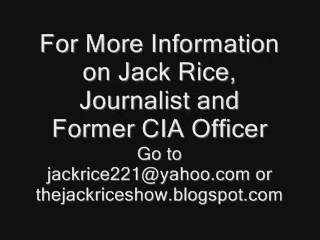 For More Information
on Jack Rice,
Journalist and
Former CIA Officer
Go to
jackrice221@yahoo.com or
thejackriceshow.blogspot.com